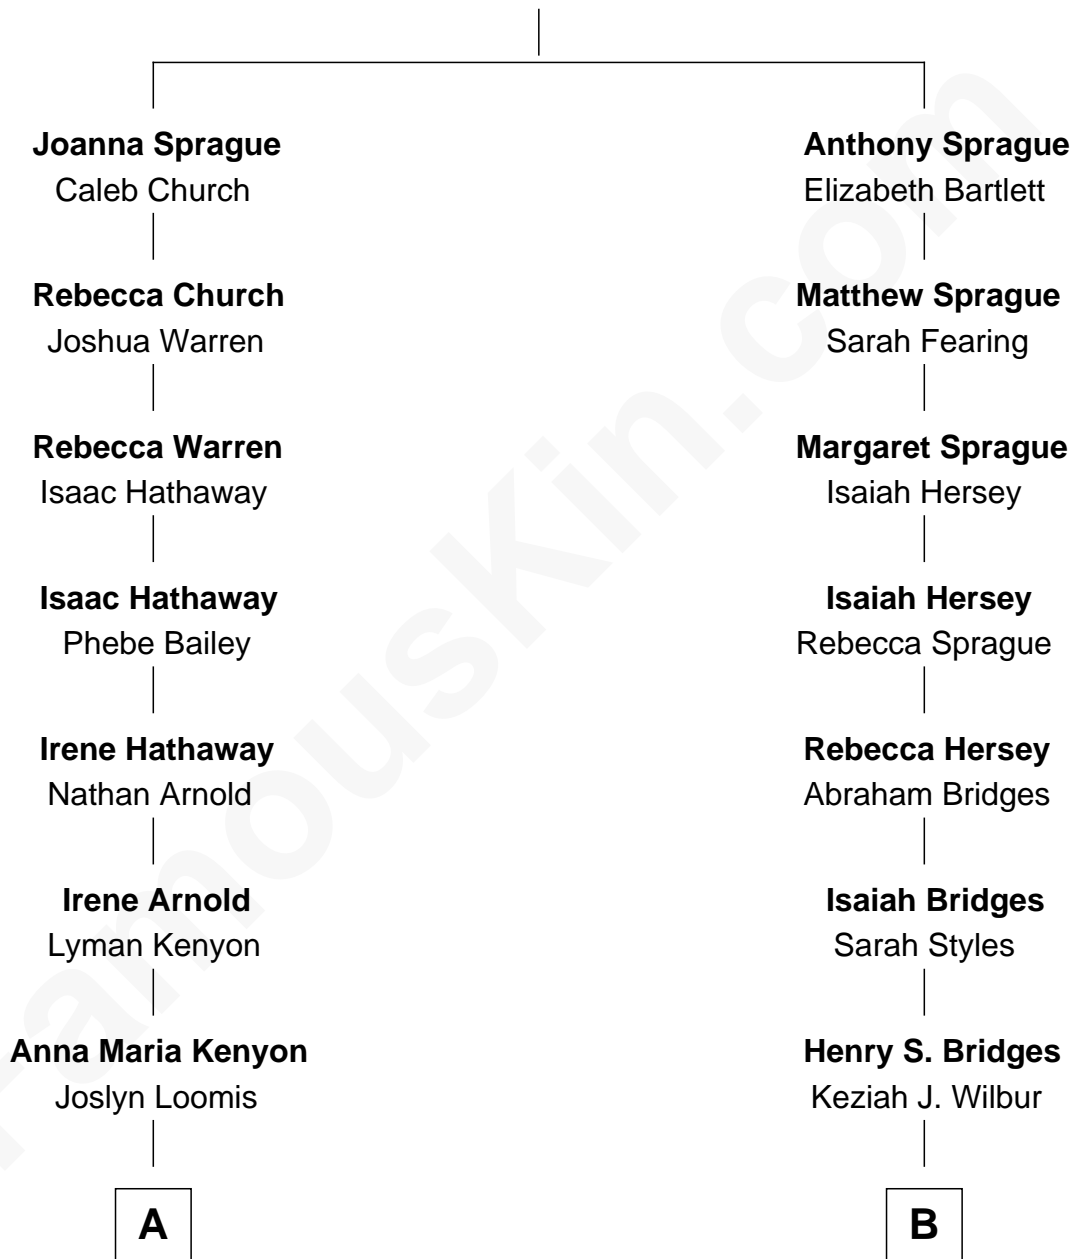 Joanna Sprague
Caleb Church
Anthony Sprague
Elizabeth Bartlett
Rebecca Church
Joshua Warren
Matthew Sprague
Sarah Fearing
Rebecca Warren
Isaac Hathaway
Margaret Sprague
Isaiah Hersey
Isaac Hathaway
Phebe Bailey
Isaiah Hersey
Rebecca Sprague
Irene Hathaway
Nathan Arnold
Rebecca Hersey
Abraham Bridges
Irene Arnold
Lyman Kenyon
Isaiah Bridges
Sarah Styles
Anna Maria Kenyon
Joslyn Loomis
Henry S. Bridges
Keziah J. Wilbur
A
B
FamousKin.com